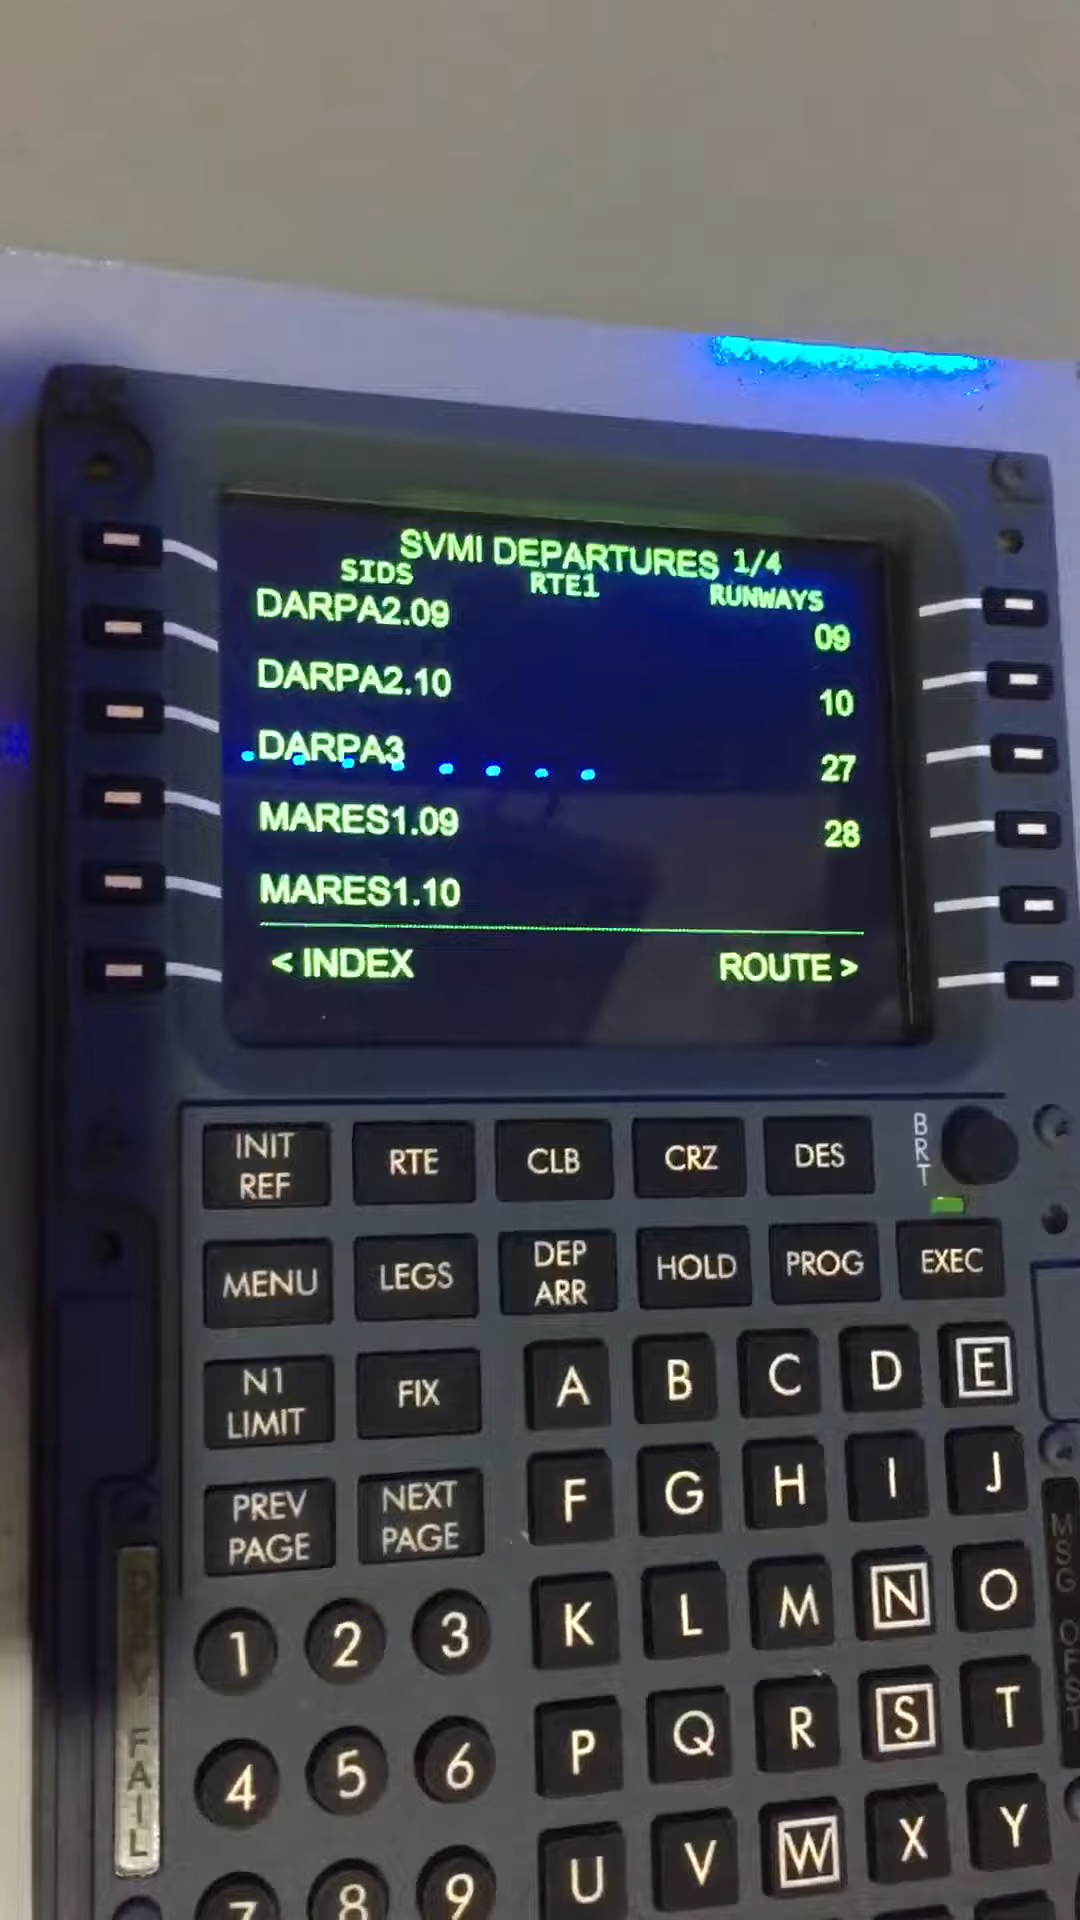 SVMI DEPARTURES 1/4
SIDS RTE1 RUNWAYS
DARPA2.09 09
DARPA2.10 10
DARPA3 27
MARES1.09 28
MARES1.10
< INDEX ROUTE >
INIT REF RTE CLB CRZ DES BRT
MENU LEGS DEP ARR HOLD PROG EXEC
N1 LIMIT FIX A B C D E
PREV PAGE NEXT PAGE F G H I J
1 2 3 K L M N O
4 5 6 P Q R S T
7 8 9 U V W X Y
DSPY FAIL
MSG OFST